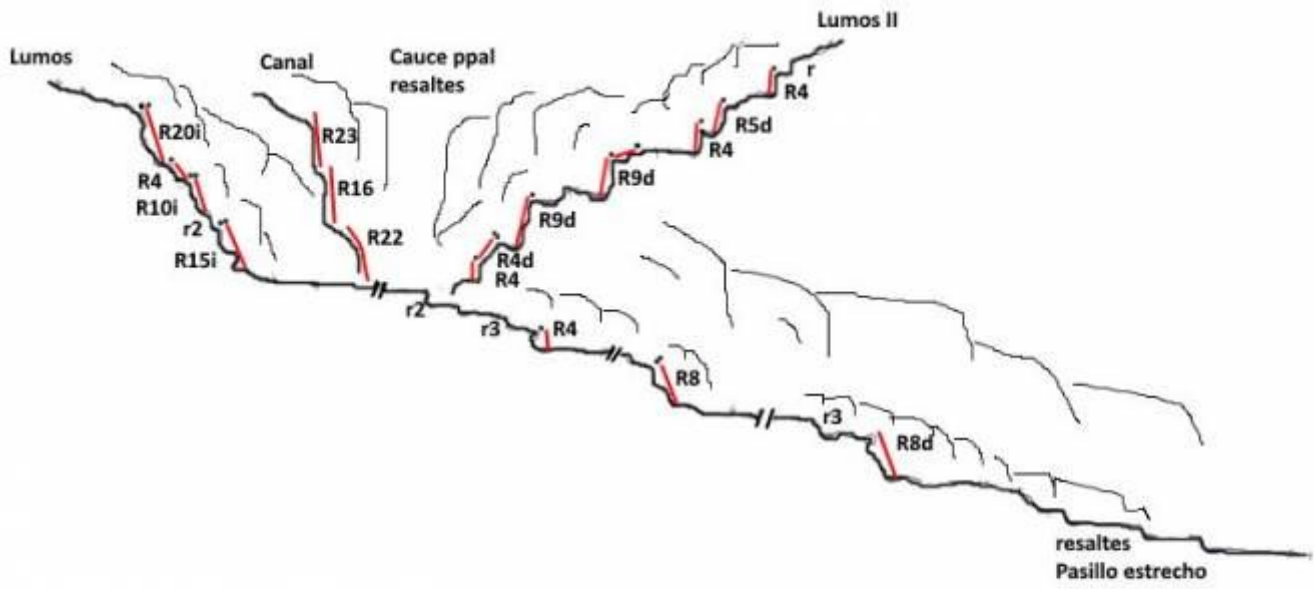 Lumos
Canal
Cauce ppal
resaltes
Lumos II
R20i
R4
R10i
r2
R15i
R23
R16
R22
r
R4
R5d
R4
R9d
R9d
R4d
R4
r2
r3
R4
R8
r3
R8d
resaltes
Pasillo estrecho